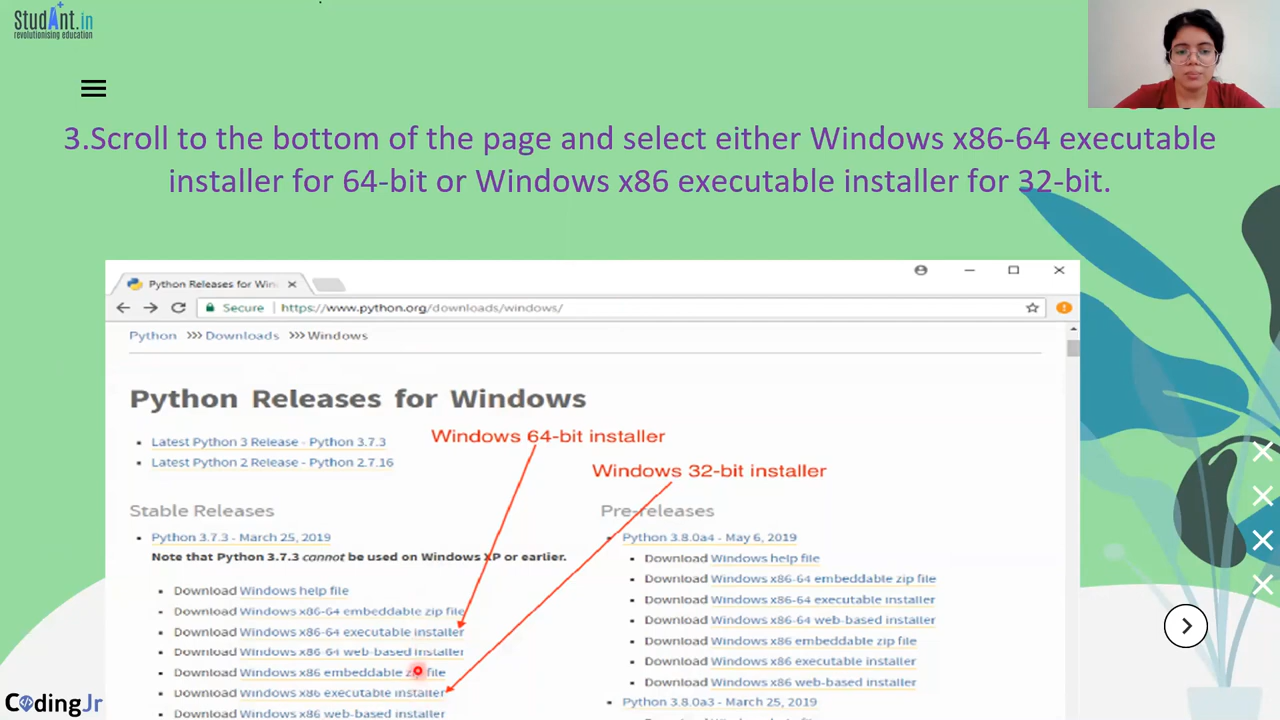 StudAnt.in
revolutionising education
3.Scroll to the bottom of the page and select either Windows x86-64 executable
installer for 64-bit or Windows x86 executable installer for 32-bit.
Python Releases for Win
Secure | https://www.python.org/downloads/windows/
Python >>> Downloads >>> Windows
Python Releases for Windows
Latest Python 3 Release - Python 3.7.3
Latest Python 2 Release - Python 2.7.16
Windows 64-bit installer
Windows 32-bit installer
Stable Releases
Python 3.7.3 - March 25, 2019
Note that Python 3.7.3 cannot be used on Windows XP or earlier.
Download Windows help file
Download Windows x86-64 embeddable zip file
Download Windows x86-64 executable installer
Download Windows x86-64 web-based installer
Download Windows x86 embeddable zip file
Download Windows x86 executable installer
Download Windows x86 web-based installer
Pre-releases
Python 3.8.0a4 - May 6, 2019
Download Windows help file
Download Windows x86-64 embeddable zip file
Download Windows x86-64 executable installer
Download Windows x86-64 web-based installer
Download Windows x86 embeddable zip file
Download Windows x86 executable installer
Download Windows x86 web-based installer
Python 3.8.0a3 - March 25, 2019
CodingJr